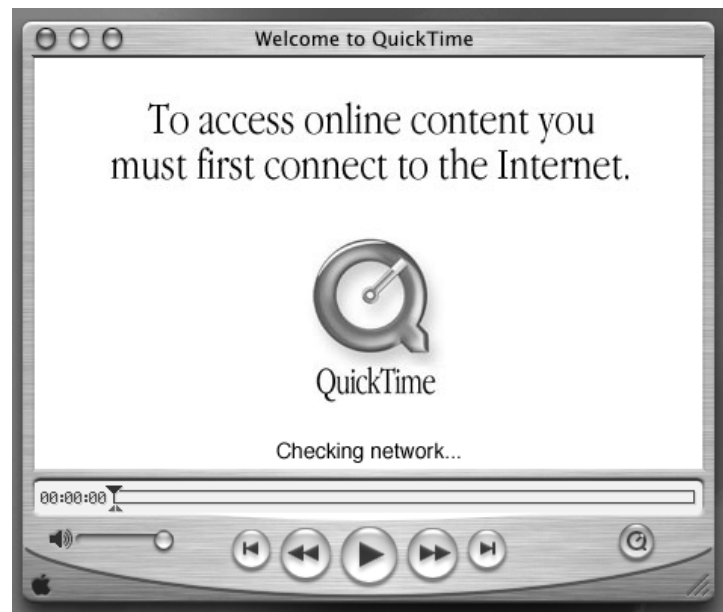 Welcome to QuickTime
To access online content you
must first connect to the Internet.
QuickTime
Checking network...
00:00:00